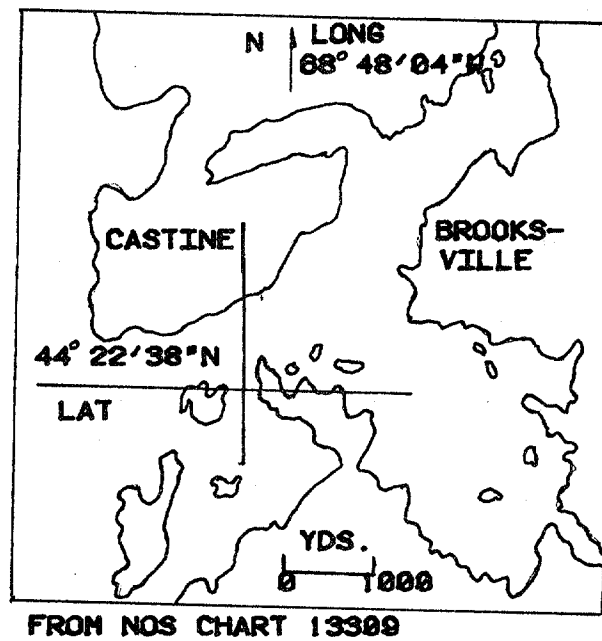 N LONG
68° 48'04"W
CASTINE
BROOKS-
VILLE
44° 22'38"N
LAT
YDS.
0 1000
FROM NOS CHART 13309